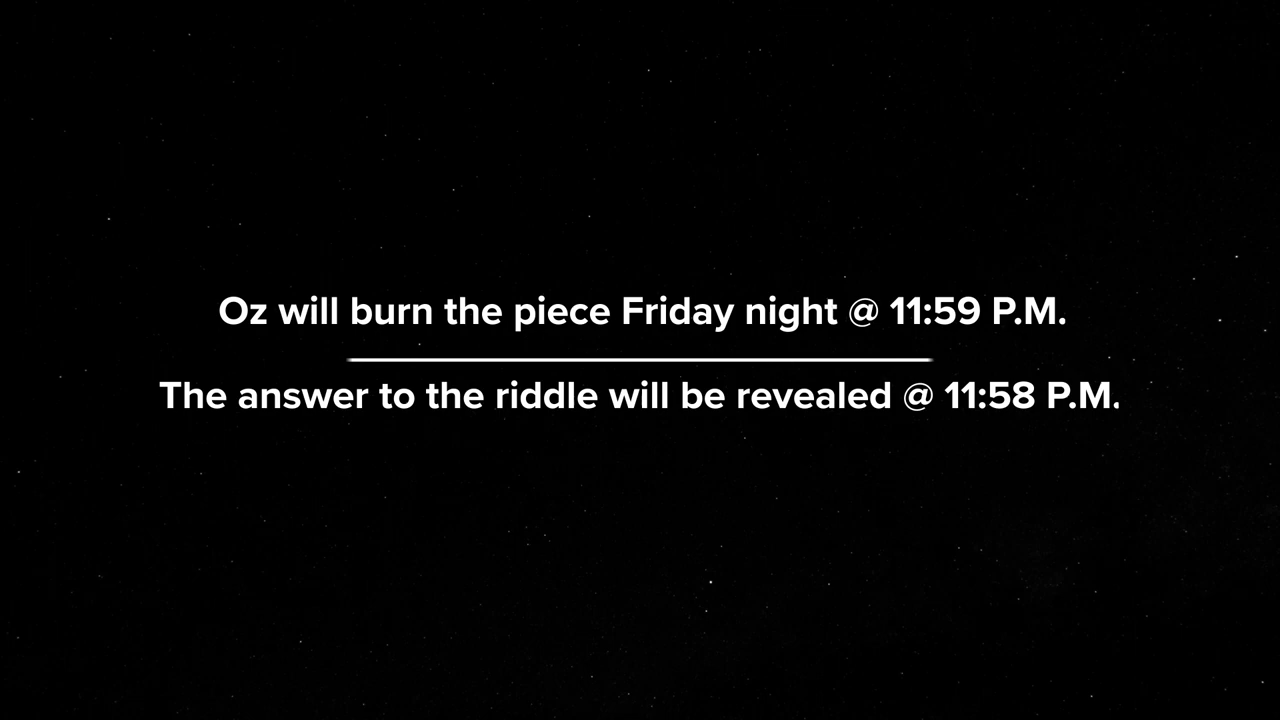 Oz will burn the piece Friday night @ 11:59 P.M.
The answer to the riddle will be revealed @ 11:58 P.M.